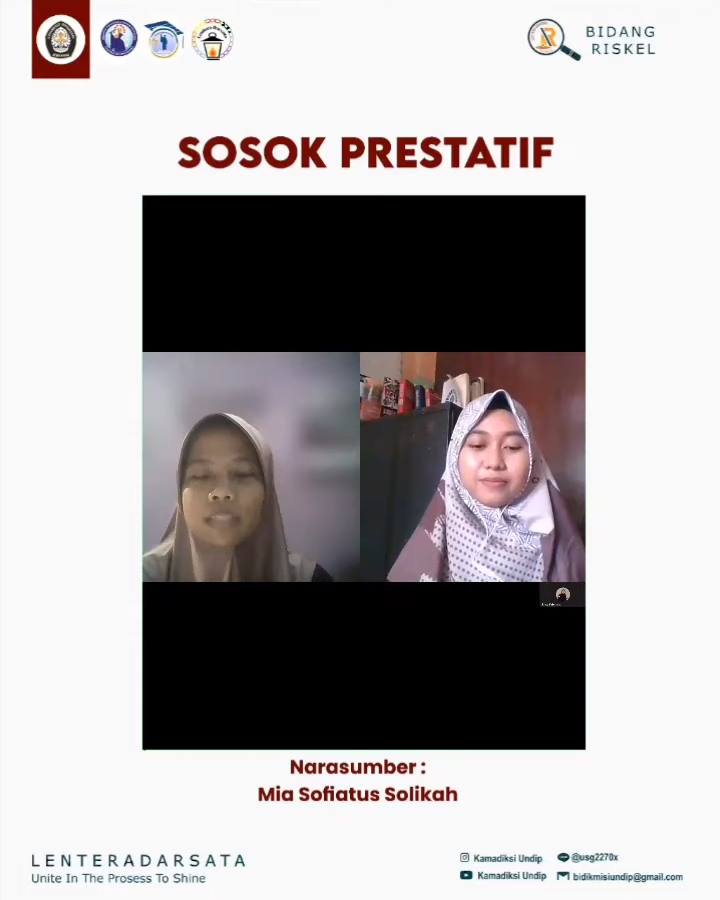 BIDANG
RISKEL
SOSOK PRESTATIF
Narasumber :
Mia Sofiatus Solikah
LENTERADARSATA
Unite In The Prosess To Shine
Kamadiksi Undip
@usg2270x
Kamadiksi Undip
bidikmisiundip@gmail.com